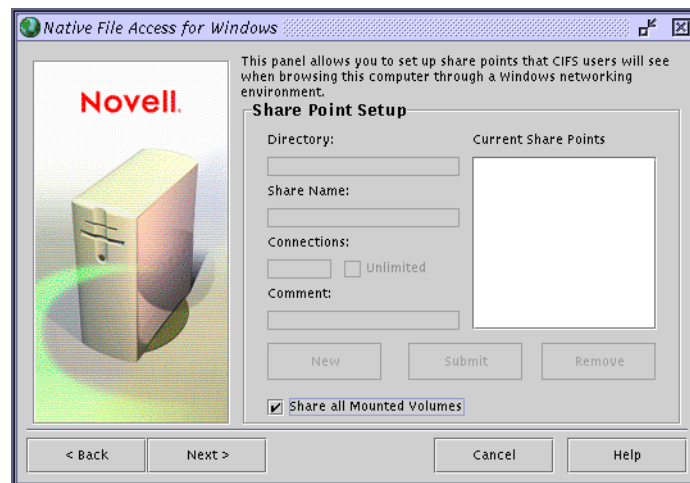 Native File Access for Windows
This panel allows you to set up share points that CIFS users will see
when browsing this computer through a Windows networking
environment.
Novell.
Share Point Setup
Directory:
Current Share Points
Share Name:
Connections:
Unlimited
Comment:
New
Submit
Remove
Share all Mounted Volumes
< Back
Next >
Cancel
Help